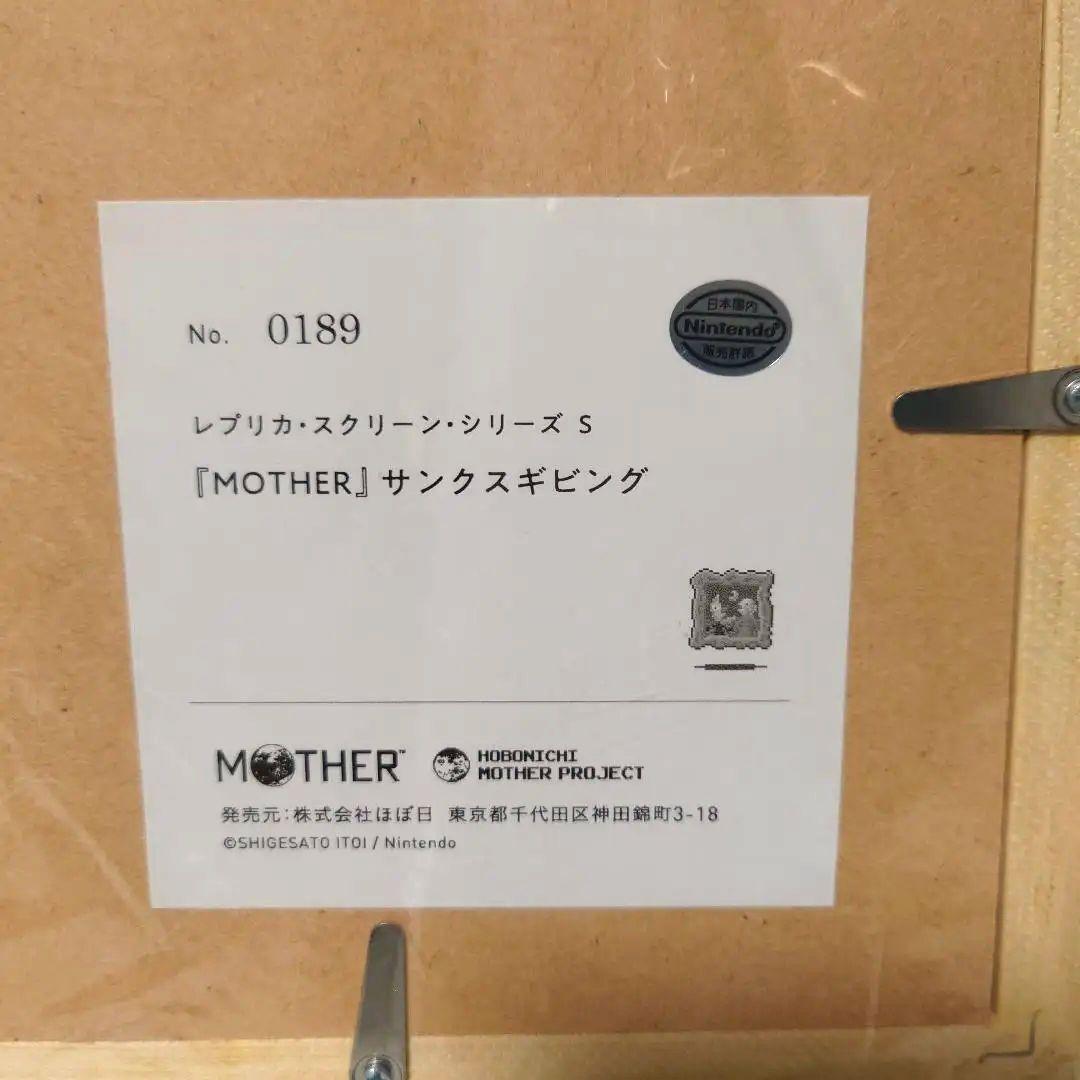 No. 0189
日本国内
Nintendo®
販売許諾
レプリカ・スクリーン・シリーズ S
『MOTHER』サンクスギビング
MOTHER™
HOBONICHI
MOTHER PROJECT
発売元:株式会社ほぼ日 東京都千代田区神田錦町3-18
©SHIGESATO ITOI / Nintendo